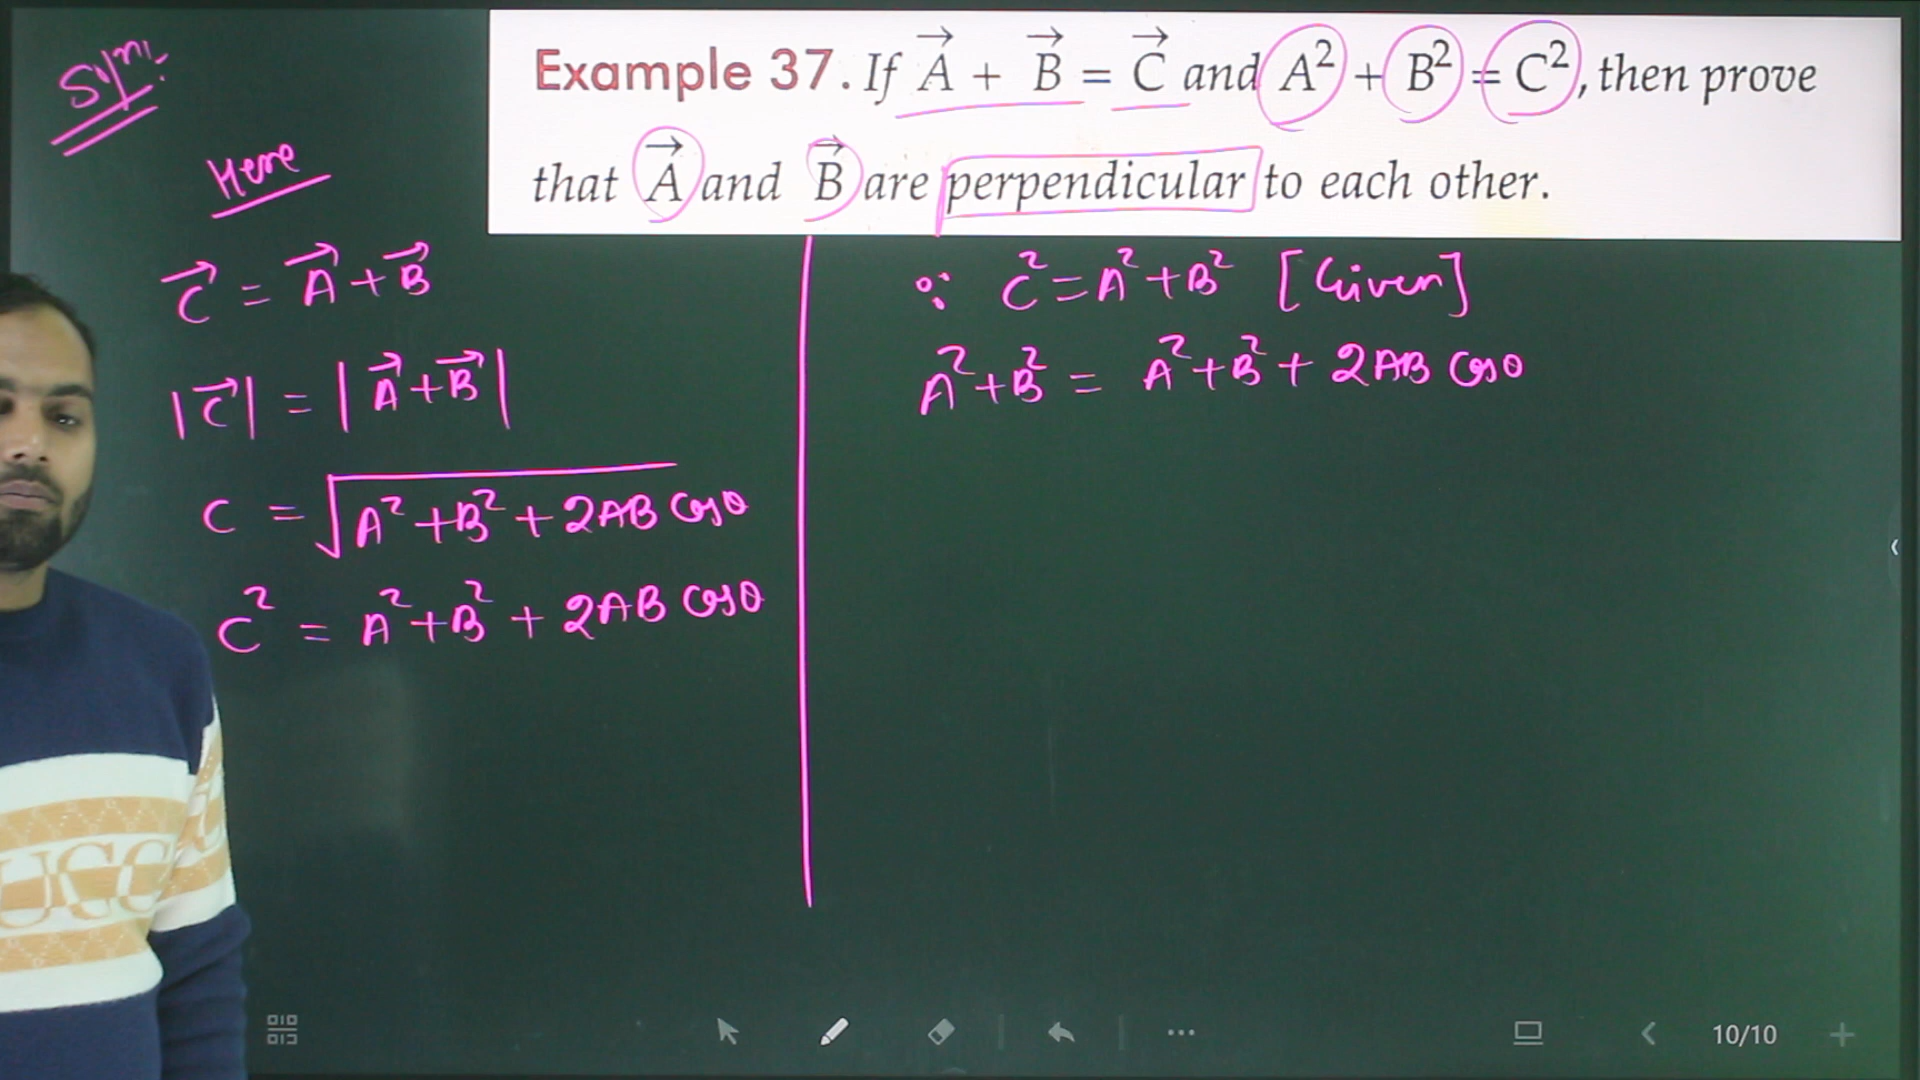 Example 37. If A⃗ + B⃗ = C⃗ and A² + B² = C², then prove
that A⃗ and B⃗ are perpendicular to each other.
Soln:
Here
C⃗ = A⃗ + B⃗
|C⃗| = |A⃗ + B⃗|
C = √(A² + B² + 2AB Cosθ)
C² = A² + B² + 2AB Cosθ
∵ C² = A² + B² [Given]
A² + B² = A² + B² + 2AB Cosθ
UCC
10/10